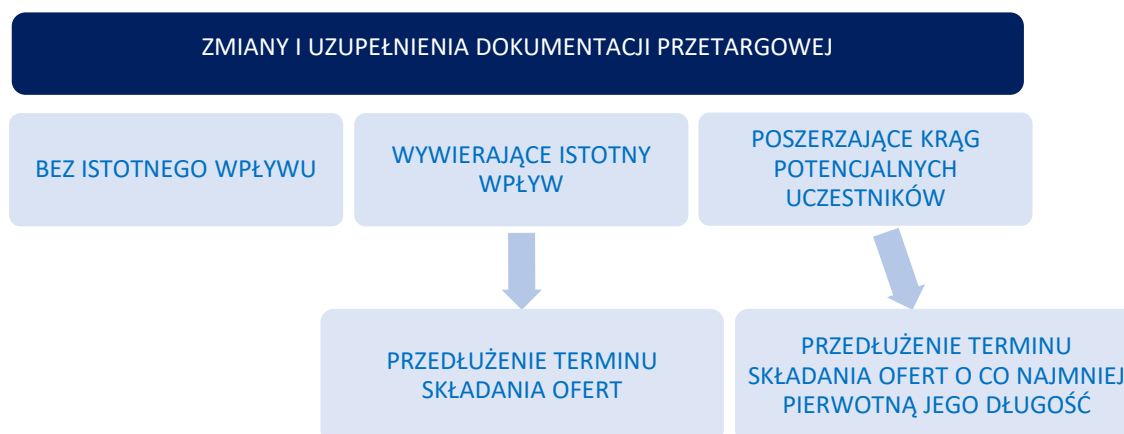 ZMIANY I UZUPEŁNIENIA DOKUMENTACJI PRZETARGOWEJ
BEZ ISTOTNEGO WPŁYWU
WYWIERAJĄCE ISTOTNY
WPŁYW
POSZERZAJĄCE KRĄG
POTENCJALNYCH
UCZESTNIKÓW
PRZEDŁUŻENIE TERMINU
SKŁADANIA OFERT
PRZEDŁUŻENIE TERMINU
SKŁADANIA OFERT O CO NAJMNIEJ
PIERWOTNĄ JEGO DŁUGOŚĆ